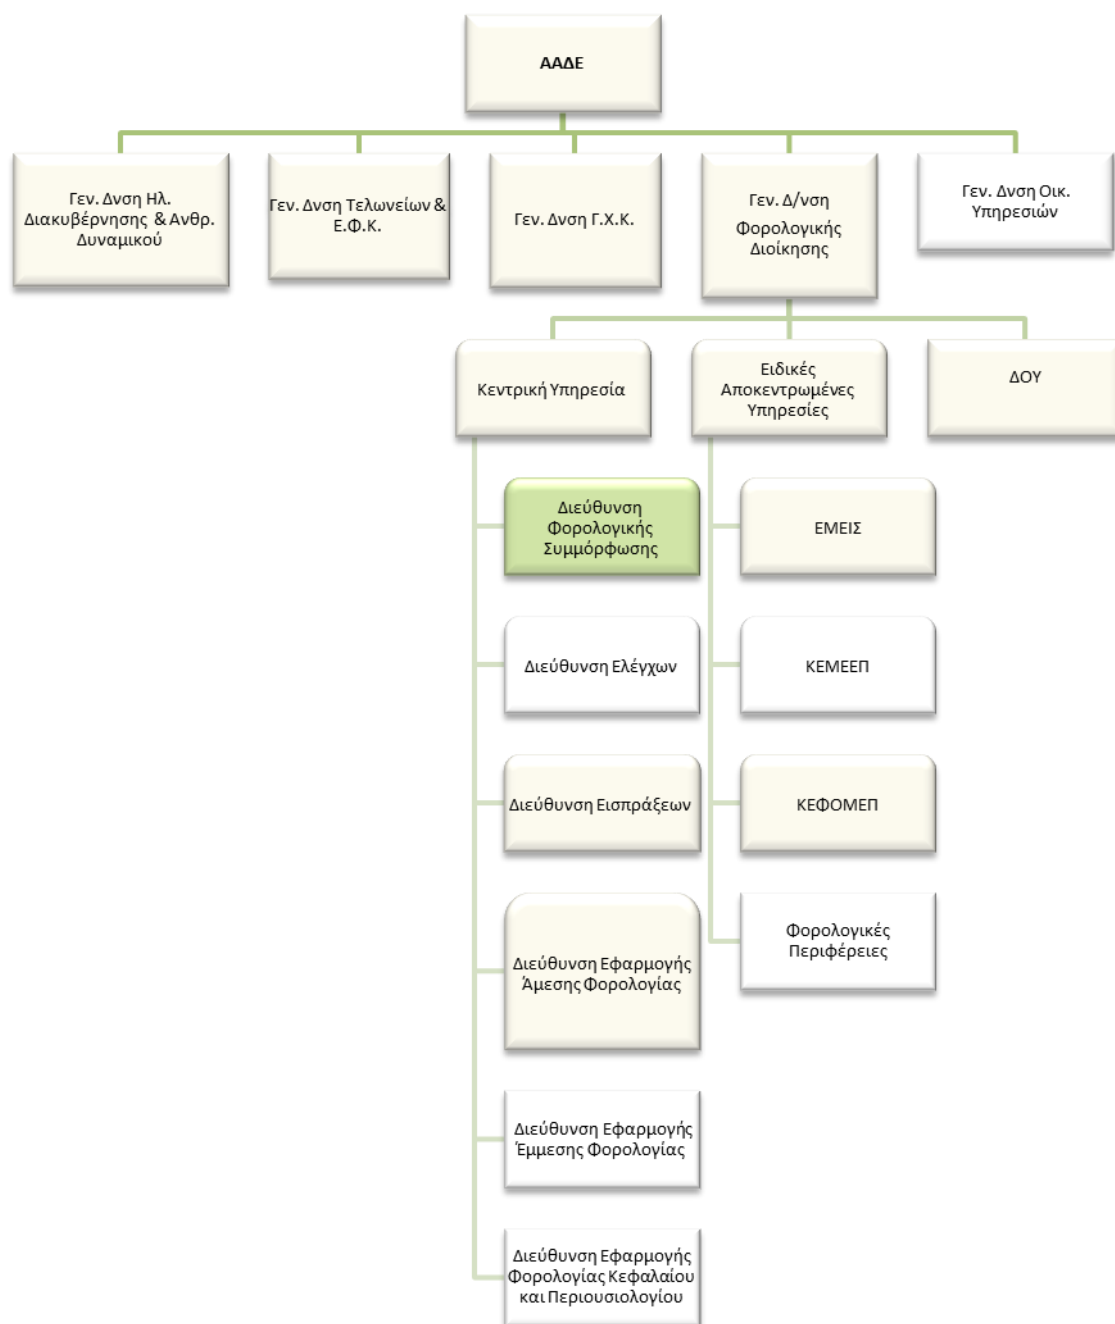 ΑΑΔΕ
Γεν. Δνση Ηλ.
Διακυβέρνησης & Ανθρ.
Δυναμικού
Γεν. Δνση Τελωνείων &
Ε.Φ.Κ.
Γεν. Δνση Γ.Χ.Κ.
Γεν. Δ/νση
Φορολογικής
Διοίκησης
Γεν. Δνση Οικ.
Υπηρεσιών
Κεντρική Υπηρεσία
Ειδικές
Αποκεντρωμένες
Υπηρεσίες
ΔΟΥ
Διεύθυνση
Φορολογικής
Συμμόρφωσης
Διεύθυνση Ελέγχων
Διεύθυνση Εισπράξεων
Διεύθυνση Εφαρμογής
Άμεσης Φορολογίας
Διεύθυνση Εφαρμογής
Έμμεσης Φορολογίας
Διεύθυνση Εφαρμογής
Φορολογίας Κεφαλαίου
και Περιουσιολογίου
ΕΜΕΙΣ
ΚΕΜΕΕΠ
ΚΕΦΟΜΕΠ
Φορολογικές
Περιφέρειες